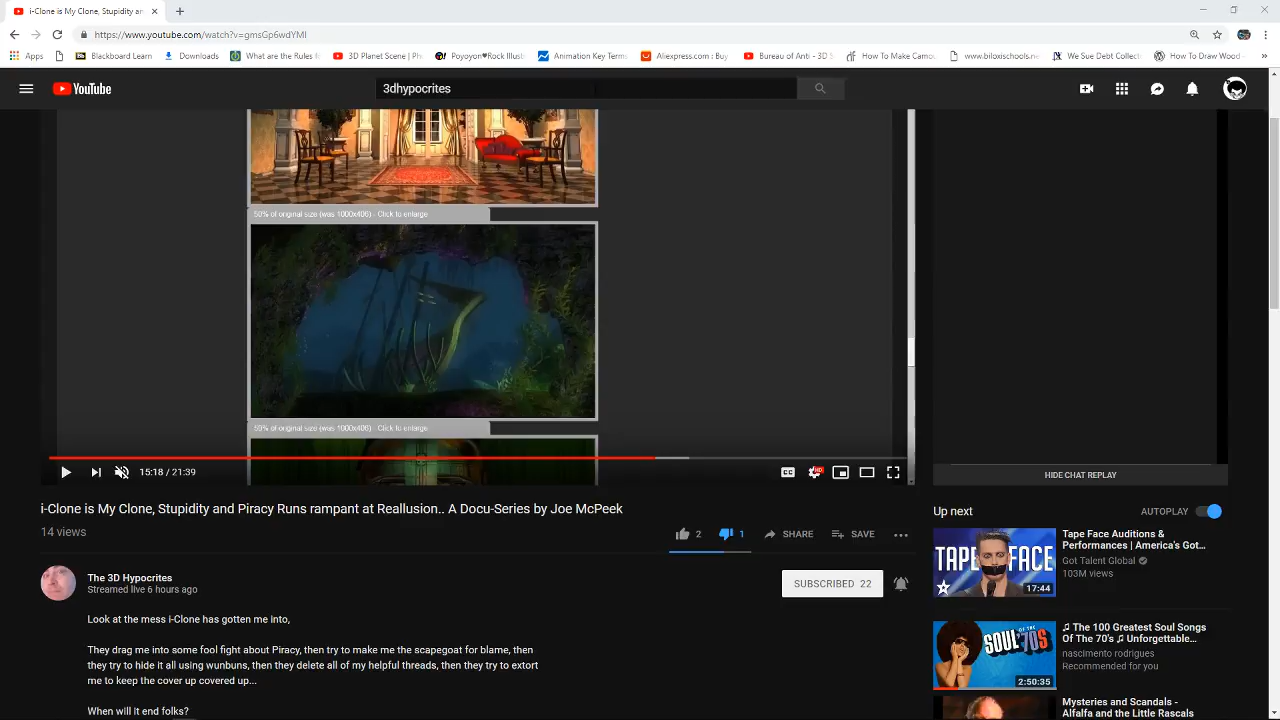 i-Clone is My Clone, Stupidity an
https://www.youtube.com/watch?v=gmsGp6wdYMI
Apps
Blackboard Learn
Downloads
What are the Rules f
3D Planet Scene | Ph
Popoyon♥Rock Illusi
Animation Key Term
Aliexpress.com : Buy
Bureau of Anti - 3D S
How To Make Camou
www.biloxischools.ne
We Sue Debt Collect
How To Draw Wood -
YouTube
3dhypocrites
50% of original size (was 1000x406) - Click to enlarge
50% of original size (was 1000x406) - Click to enlarge
15:18 / 21:39
CC
HD
HIDE CHAT REPLAY
i-Clone is My Clone, Stupidity and Piracy Runs rampant at Reallusion.. A Docu-Series by Joe McPeek
14 views
2
1
SHARE
SAVE
The 3D Hypocrites
Streamed live 6 hours ago
SUBSCRIBED 22
Look at the mess i-Clone has gotten me into,
They drag me into some fool fight about Piracy, then try to make me the scapegoat for blame, then
they try to hide it all using wunbuns, then they delete all of my helpful threads, then they try to extort
me to keep the cover up covered up...
When will it end folks?
Up next
AUTOPLAY
TAPE FACE
17:44
Tape Face Auditions &
Performances | America's Got...
Got Talent Global
103M views
OF THE
SOUL '70S
2:50:35
♫ The 100 Greatest Soul Songs
Of The 70's ♫ Unforgettable...
nascimento rodrigues
Recommended for you
Mysteries and Scandals -
Alfalfa and the Little Rascals